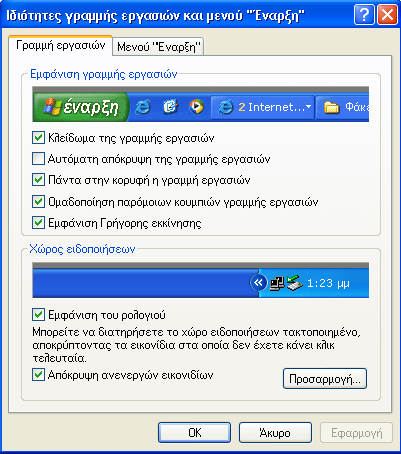 Ιδιότητες γραμμής εργασιών και μενού "Έναρξη"
Γραμμή εργασιών
Μενού "Έναρξη"
Εμφάνιση γραμμής εργασιών
έναρξη
2 Internet...
Φάκε
Κλείδωμα της γραμμής εργασιών
Αυτόματη απόκρυψη της γραμμής εργασιών
Πάντα στην κορυφή η γραμμή εργασιών
Ομαδοποίηση παρόμοιων κουμπιών γραμμής εργασιών
Εμφάνιση Γρήγορης εκκίνησης
Χώρος ειδοποιήσεων
1:23 μμ
Εμφάνιση του ρολογιού
Μπορείτε να διατηρήσετε το χώρο ειδοποιήσεων τακτοποιημένο,
αποκρύπτοντας τα εικονίδια στα οποία δεν έχετε κάνει κλικ
τελευταία.
Απόκρυψη ανενεργών εικονιδίων
Προσαρμογή...
OK
Άκυρο
Εφαρμογή